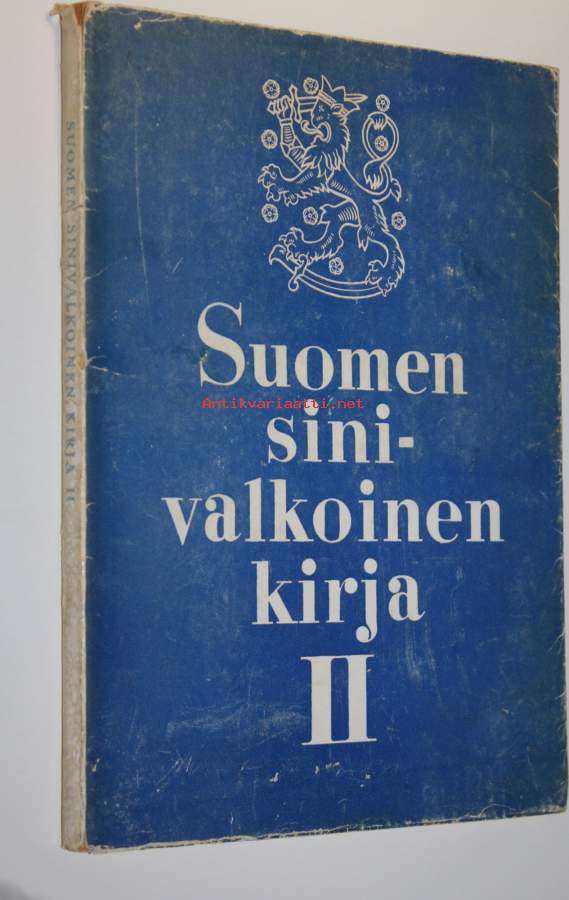 SUOMEN SINIVALKOINEN KIRJA II
Suomen
Antikvariaatti.net
sini-
valkoinen
kirja
II